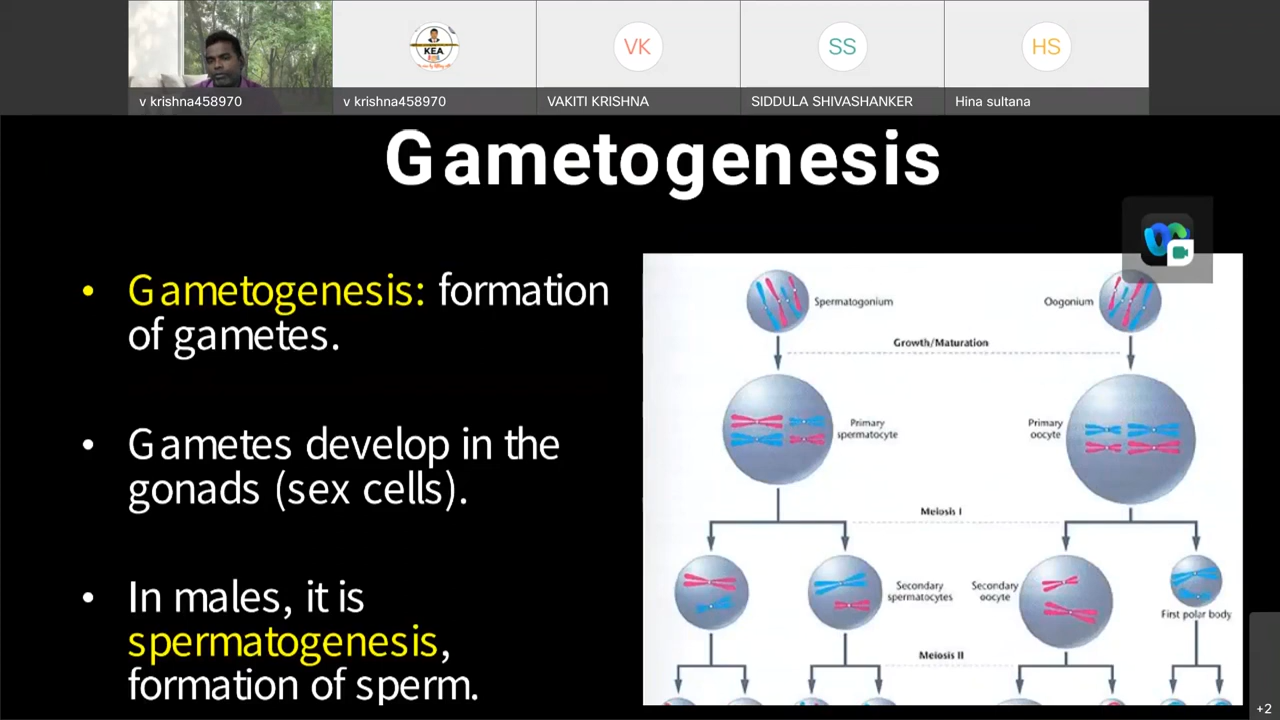 KEA
VK
SS
HS
v krishna458970
v krishna458970
VAKITI KRISHNA
SIDDULA SHIVASHANKER
Hina sultana
Gametogenesis
• Gametogenesis: formation
of gametes.
• Gametes develop in the
gonads (sex cells).
• In males, it is
spermatogenesis,
formation of sperm.
Spermatogonium
Oogonium
Growth/Maturation
Primary
spermatocyte
Primary
oocyte
Meiosis I
Secondary
spermatocytes
Secondary
oocyte
First polar body
Meiosis II
+2